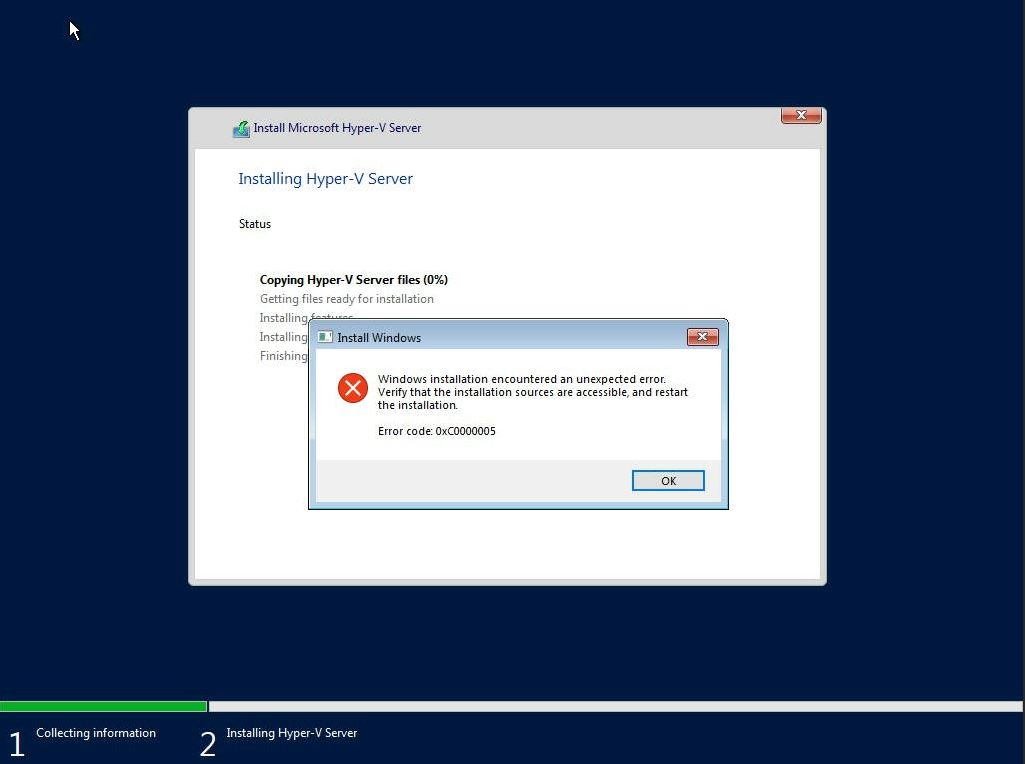 Install Microsoft Hyper-V Server
Installing Hyper-V Server
Status
Copying Hyper-V Server files (0%)
Getting files ready for installation
Installing features
Installing
Finishing
Install Windows
Windows installation encountered an unexpected error.
Verify that the installation sources are accessible, and restart
the installation.
Error code: 0xC0000005
OK
1 Collecting information
2 Installing Hyper-V Server